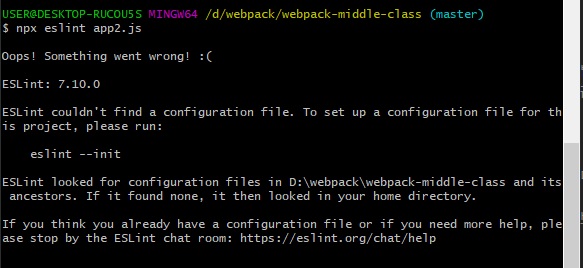 USER@DESKTOP-RUCOU5S MINGW64 /d/webpack/webpack-middle-class (master)
$ npx eslint app2.js
Oops! Something went wrong! :(
ESLint: 7.10.0
ESLint couldn't find a configuration file. To set up a configuration file for th
is project, please run:
eslint --init
ESLint looked for configuration files in D:\webpack\webpack-middle-class and its
ancestors. If it found none, it then looked in your home directory.
If you think you already have a configuration file or if you need more help, ple
ase stop by the ESLint chat room: https://eslint.org/chat/help